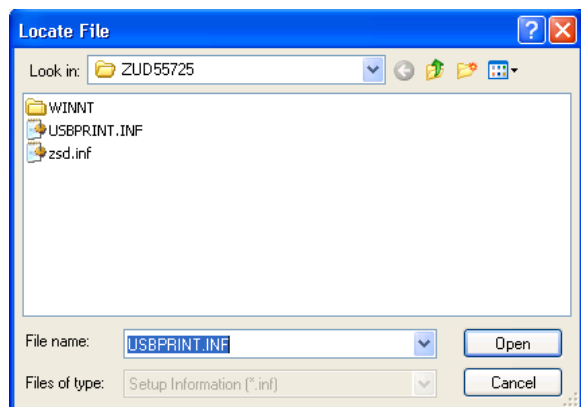 Locate File
Look in: ZUD55725
WINNT
USBPRINT.INF
zsd.inf
File name: USBPRINT.INF Open
Files of type: Setup Information (*.inf) Cancel